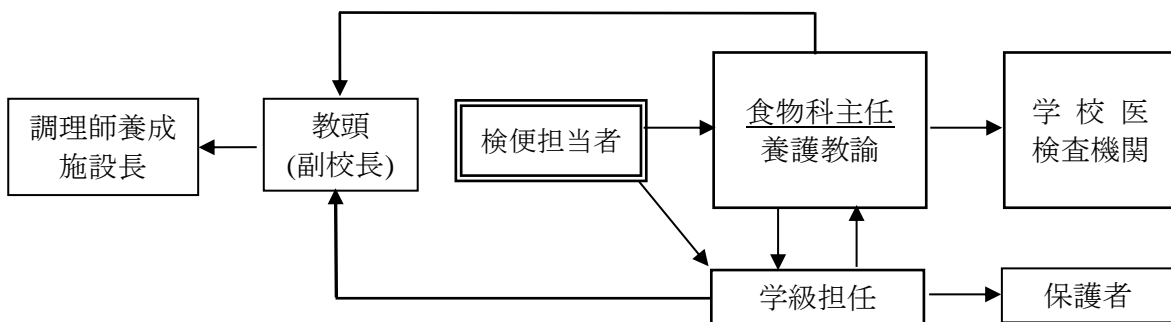 調理師養成
施設長
教頭
(副校長)
検便担当者
食物科主任
養護教諭
学校医
検査機関
学級担任
保護者